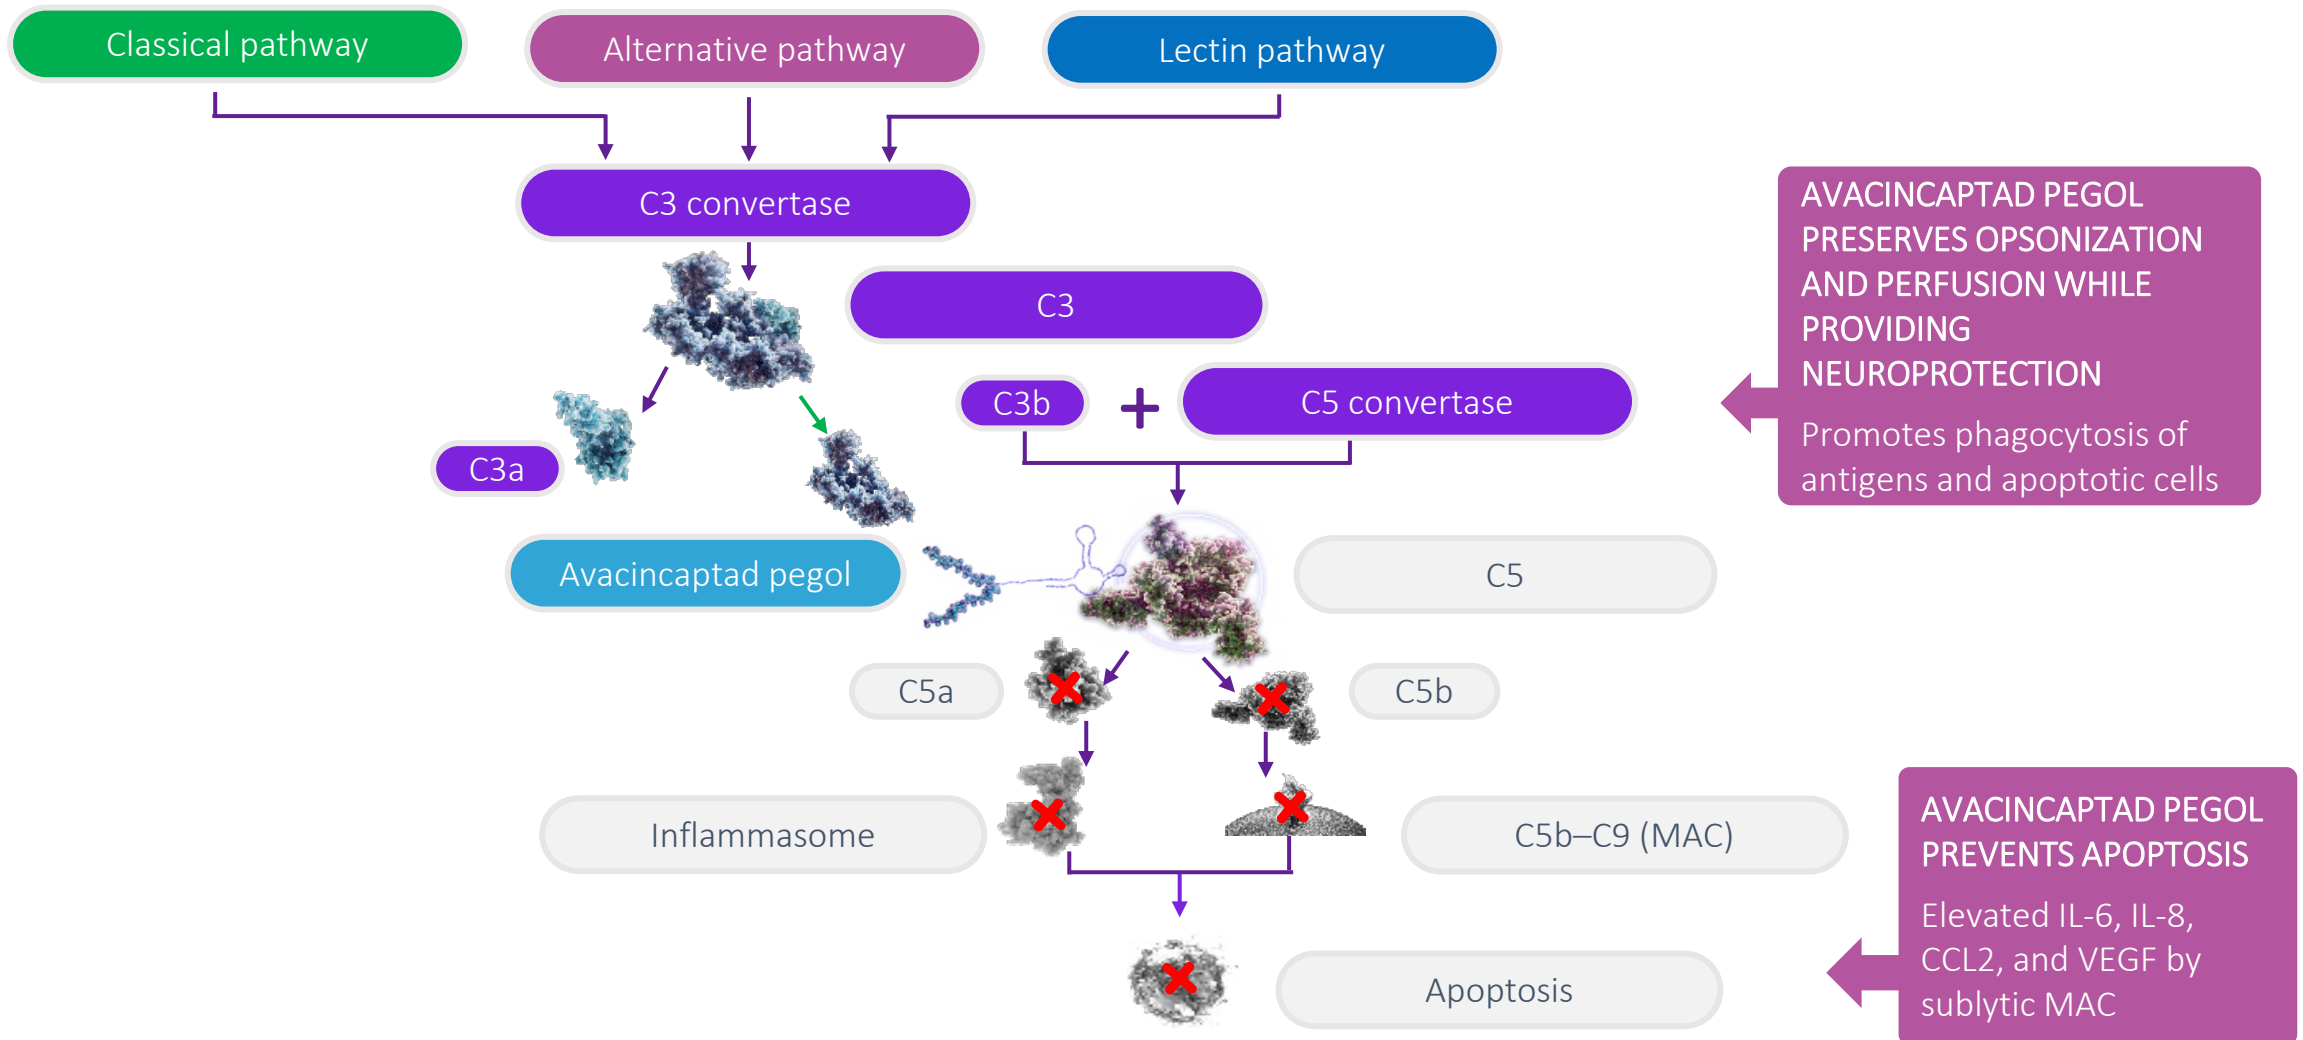 Classical pathway
Alternative pathway
Lectin pathway
C3 convertase
C3
C3b
+
C5 convertase
C3a
AVACINCAPTAD PEGOL
PRESERVES OPSONIZATION
AND PERFUSION WHILE
PROVIDING
NEUROPROTECTION
Promotes phagocytosis of
antigens and apoptotic cells
Avacincaptad pegol
C5
C5a
C5b
Inflammasome
C5b–C9 (MAC)
Apoptosis
AVACINCAPTAD PEGOL
PREVENTS APOPTOSIS
Elevated IL-6, IL-8,
CCL2, and VEGF by
sublytic MAC